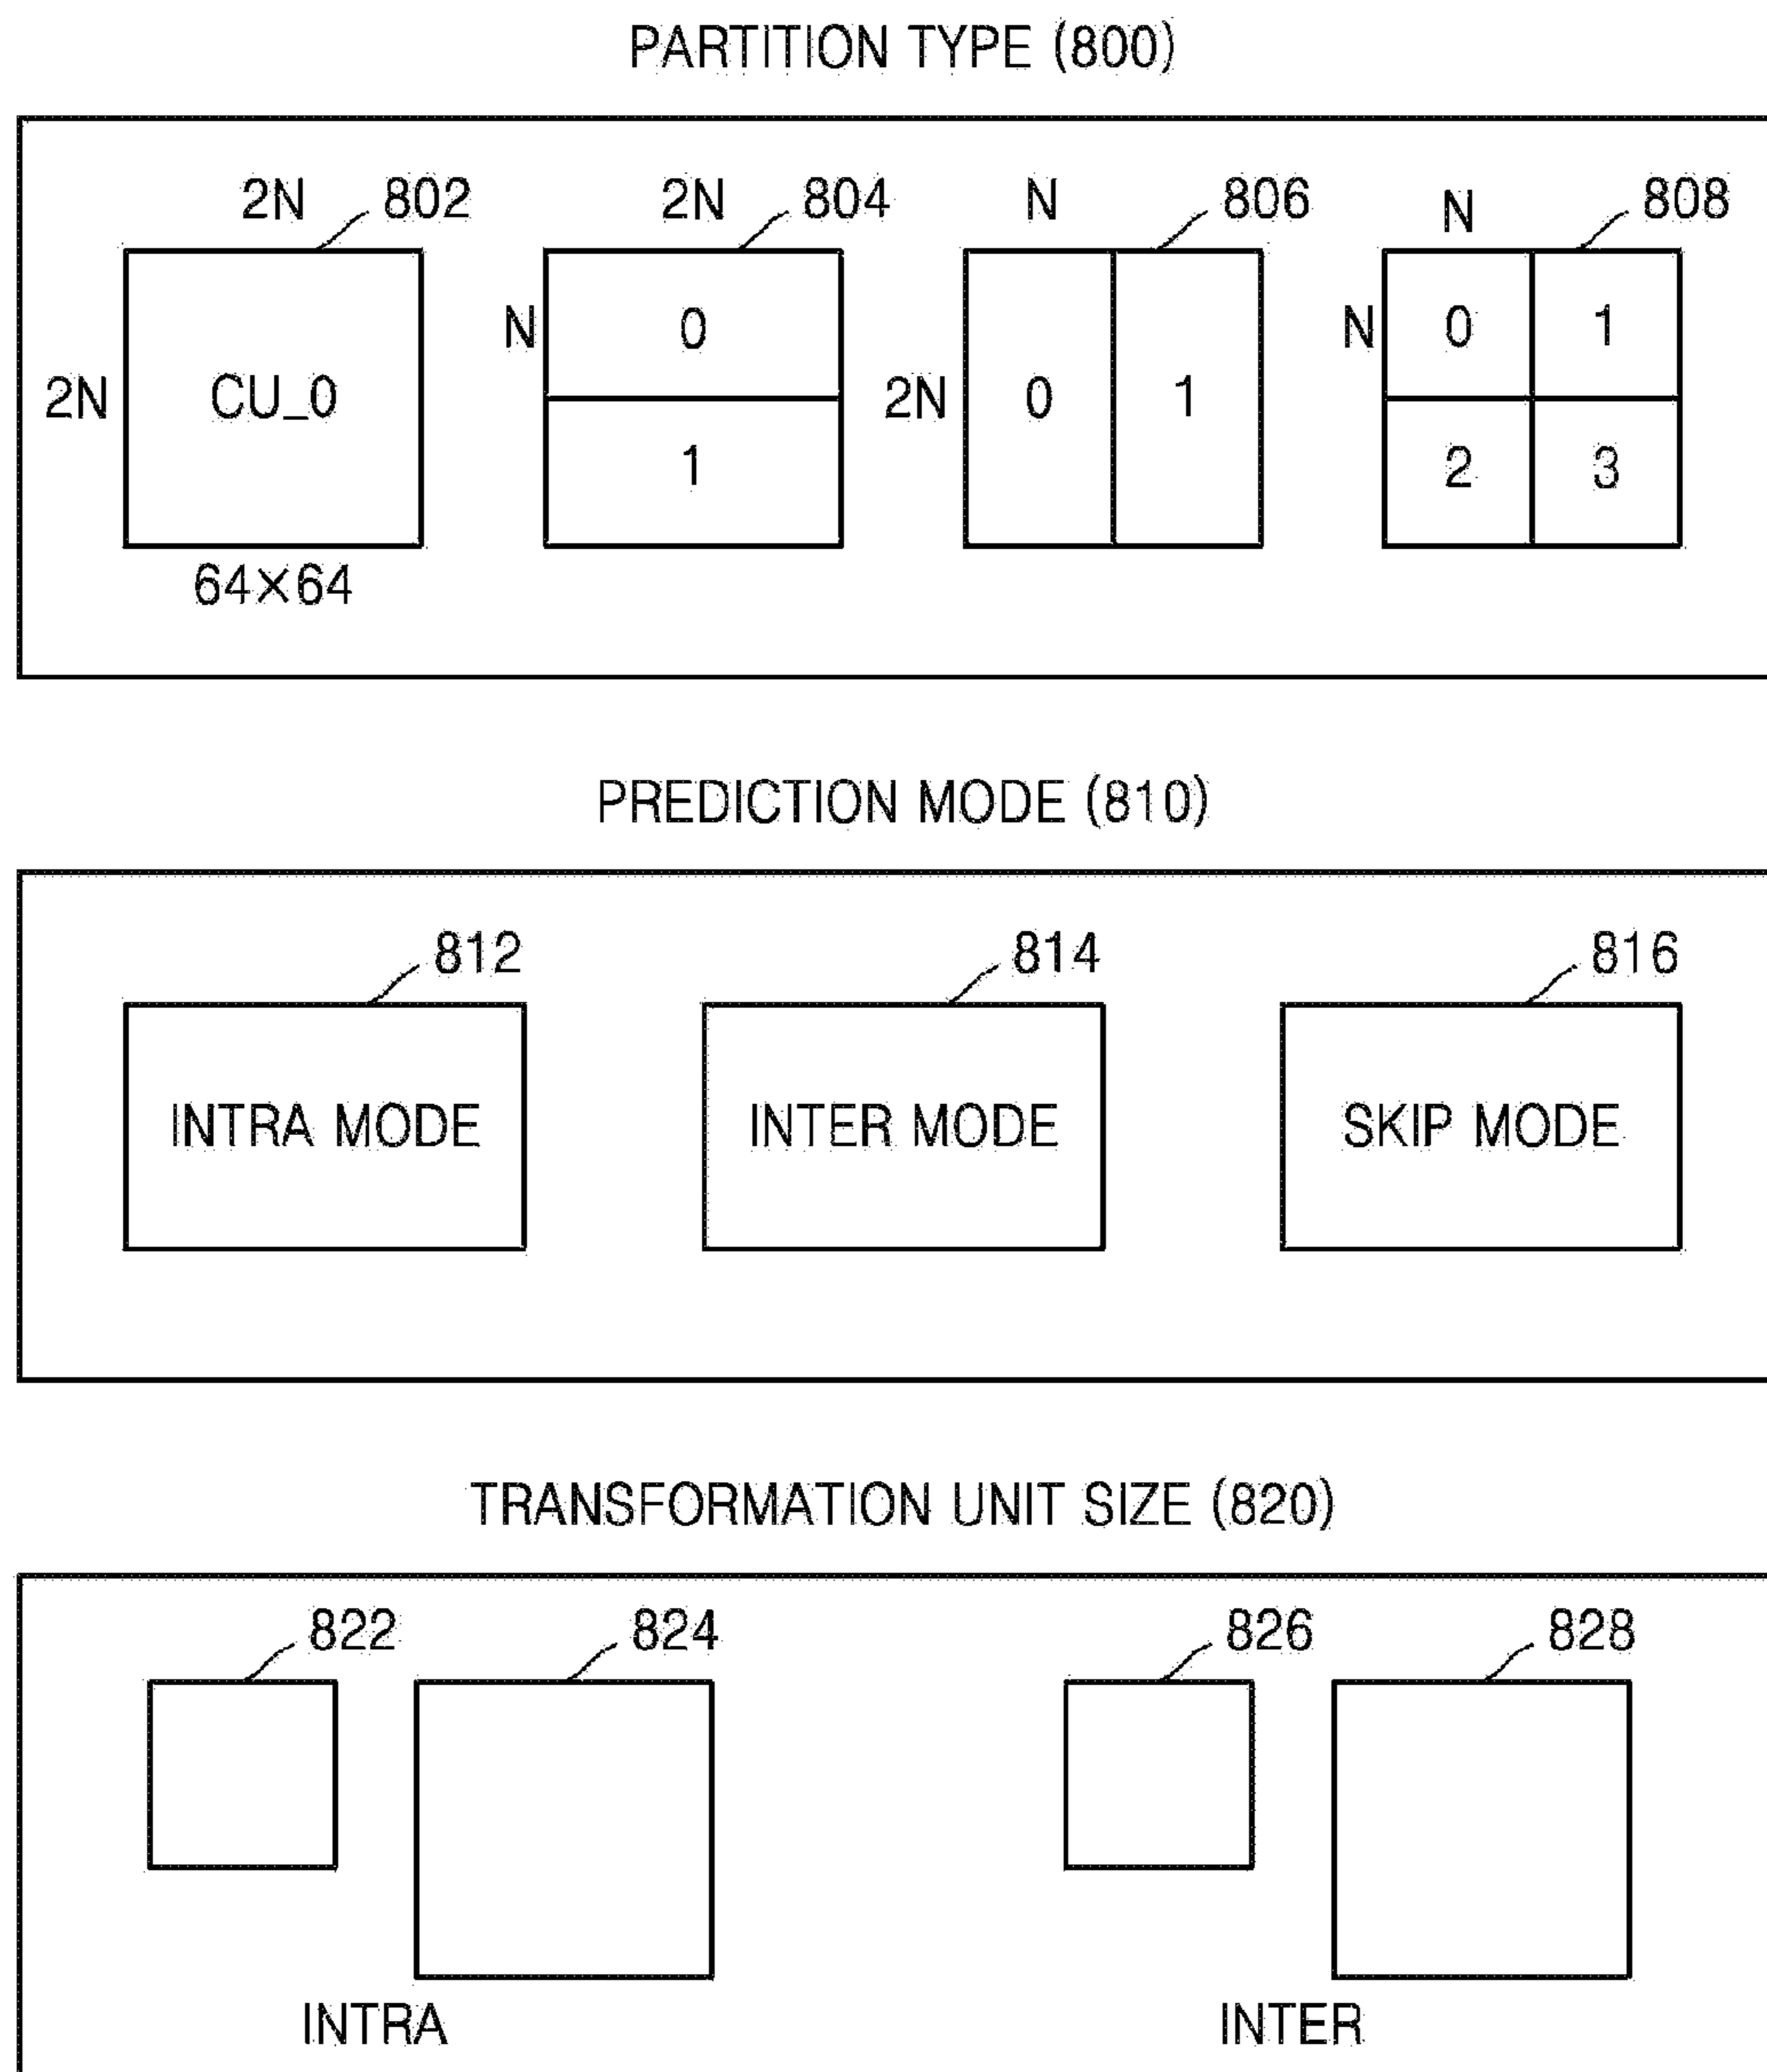 PARTITION TYPE (800)
2N 802 2N 804 N 806 N 808
N 0 N 0 1
2N CU_0 2N 0 1
1 2 3
64×64
PREDICTION MODE (810)
812 814 816
INTRA MODE INTER MODE SKIP MODE
TRANSFORMATION UNIT SIZE (820)
822 824 826 828
INTRA INTER